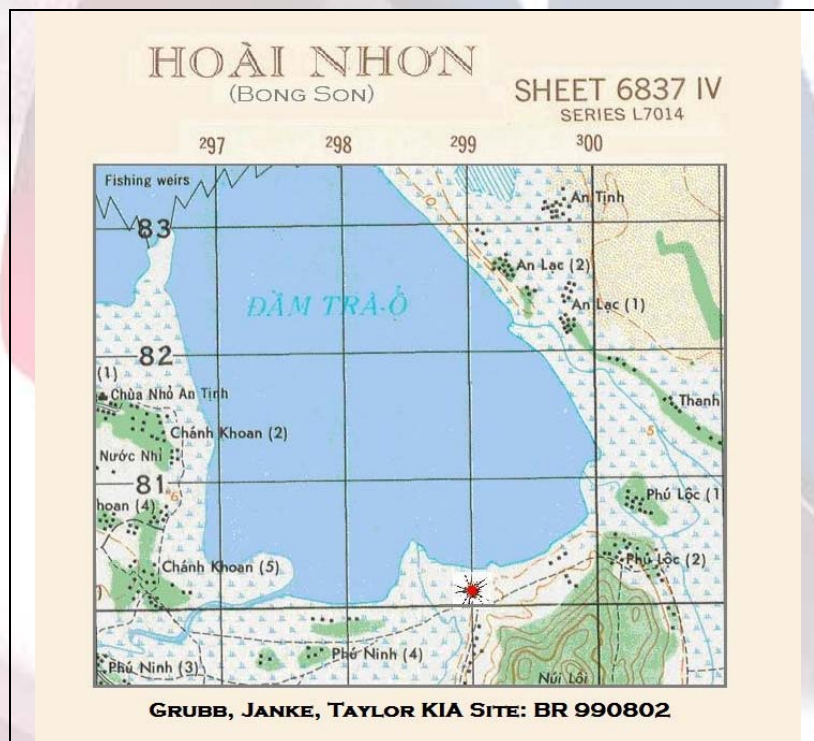 HOÀI NHƠN
(BONG SON)
SHEET 6837 IV
SERIES L7014
297 298 299 300
Fishing weirs
An Tịnh
83
An Lạc (2)
ĐẦM TRÀ-Ổ
An Lạc (1)
82
(1)
Chùa Nhỏ An Tịnh
Thanh
Chánh Khoan (2)
5
Nước Nhỉ
81
6
Phú Lộc (1
hoan (4)
Phú Lộc (2)
Chánh Khoan (5)
)
Phú Ninh (4)
Phú Ninh (3)
Núi Lồi
GRUBB, JANKE, TAYLOR KIA SITE: BR 990802